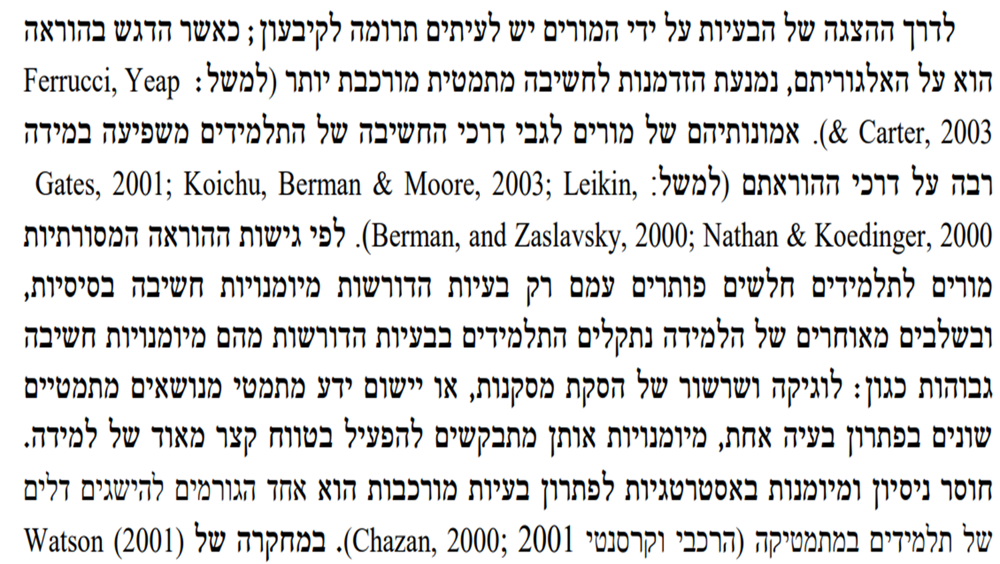 לדרך ההצגה של הבעיות על ידי המורים יש לעיתים תרומה לקיבעון; כאשר הדגש בהוראה
הוא על האלגוריתם, נמנעת הזדמנות לחשיבה מתמטית מורכבת יותר (למשל: Ferrucci, Yeap
& Carter, 2003). אמונותיהם של מורים לגבי דרכי החשיבה של התלמידים משפיעה במידה
רבה על דרכי ההוראתם (למשל: Gates, 2001; Koichu, Berman & Moore, 2003; Leikin,
Berman, and Zaslavsky, 2000; Nathan & Koedinger, 2000). לפי גישות ההוראה המסורתיות
מורים לתלמידים חלשים פותרים עמם רק בעיות הדורשות מיומנויות חשיבה בסיסיות,
ובשלבים מאוחרים של הלמידה נתקלים התלמידים בבעיות הדורשות מהם מיומנויות חשיבה
גבוהות כגון: לוגיקה ושרשור של הסקת מסקנות, או יישום ידע מתמטי מנושאים מתמטיים
שונים בפתרון בעיה אחת, מיומנויות אותן מתבקשים להפעיל בטווח קצר מאוד של למידה.
חוסר ניסיון ומיומנות באסטרטגיות לפתרון בעיות מורכבות הוא אחד הגורמים להישגים דלים
של תלמידים במתמטיקה (הרכבי וקרסנטי 2001 ;Chazan, 2000). במחקרה של Watson (2001)